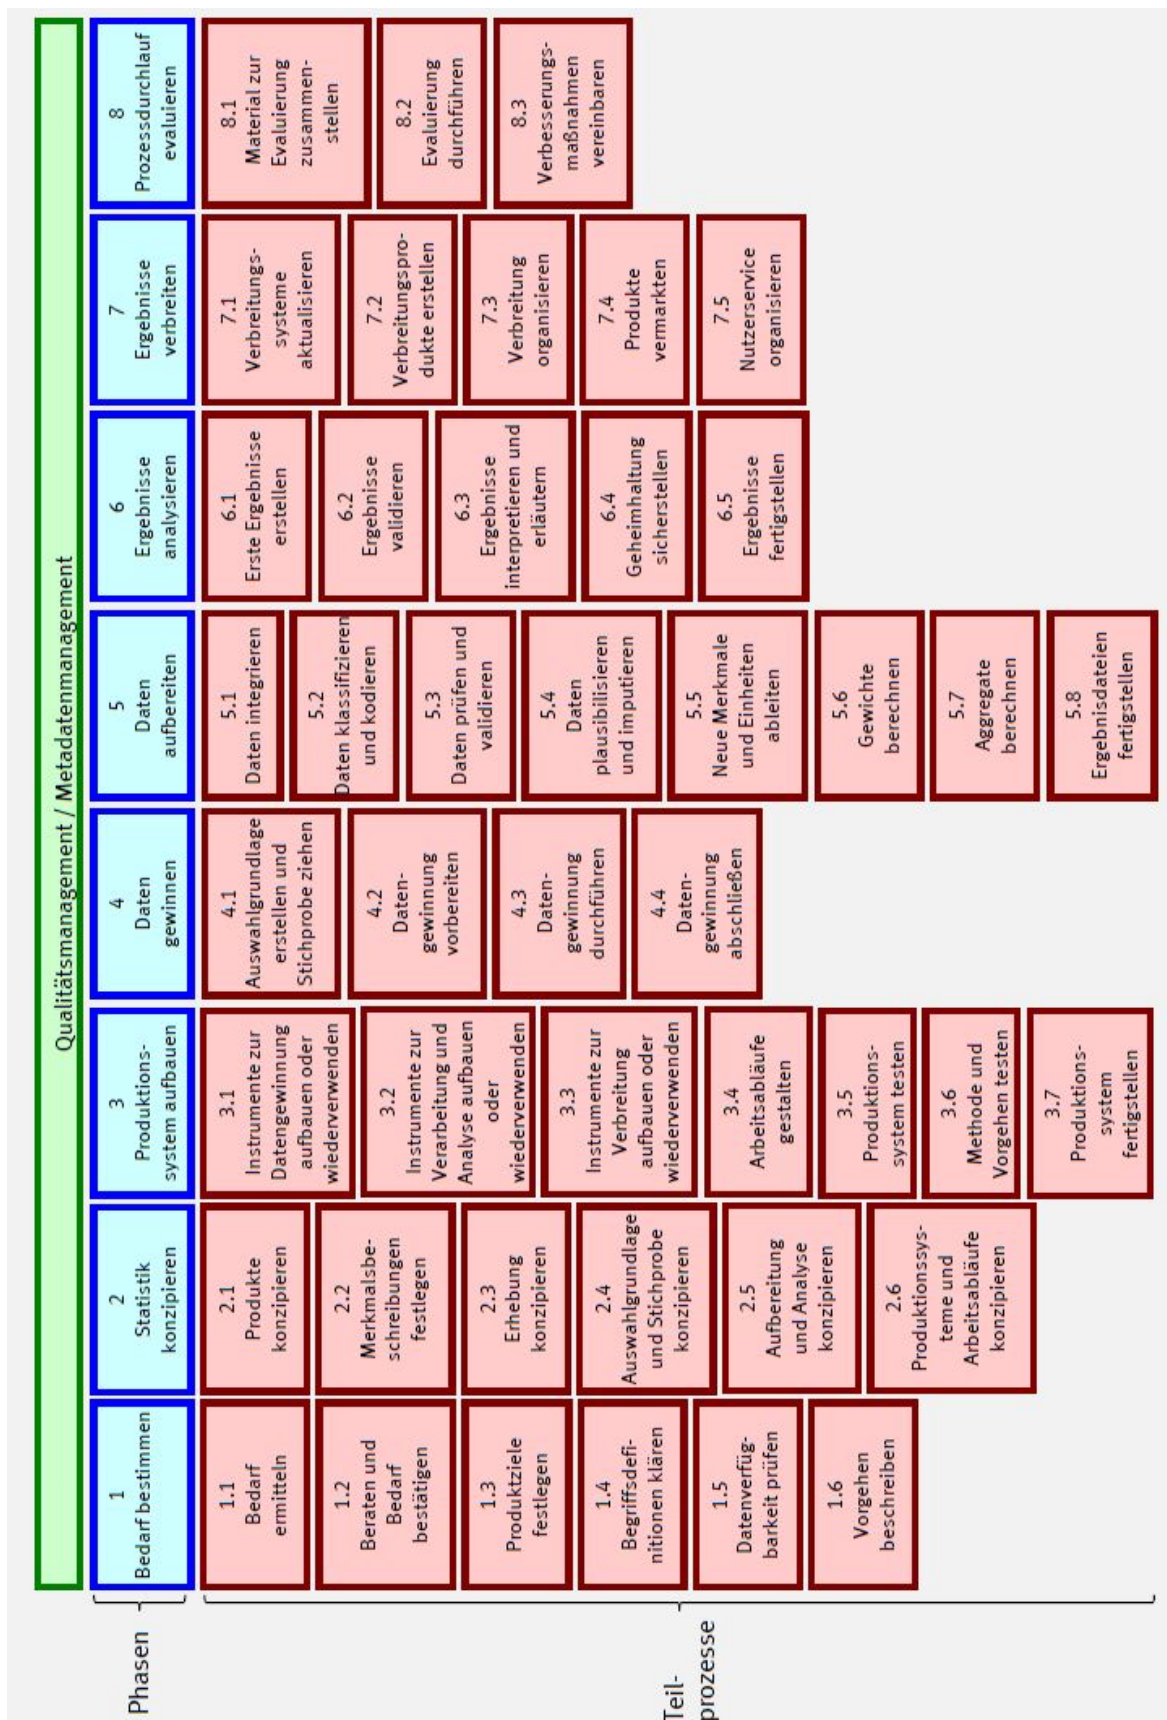 Qualitätsmanagement / Metadatenmanagement
Phasen
1
Bedarf bestimmen
2
Statistik
konzipieren
3
Produktions-
system aufbauen
4
Daten
gewinnen
5
Daten
aufbereiten
6
Ergebnisse
analysieren
7
Ergebnisse
verbreiten
8
Prozessdurchlauf
evaluieren
Teil-
prozesse
1.1
Bedarf
ermitteln
1.2
Beraten und
Bedarf
bestätigen
1.3
Produktziele
festlegen
1.4
Begriffsdefi-
nitionen klären
1.5
Datenverfüg-
barkeit prüfen
1.6
Vorgehen
beschreiben
2.1
Produkte
konzipieren
2.2
Merkmalsbe-
schreibungen
festlegen
2.3
Erhebung
konzipieren
2.4
Auswahlgrundlage
und Stichprobe
konzipieren
2.5
Aufbereitung
und Analyse
konzipieren
2.6
Produktionssys-
teme und
Arbeitsabläufe
konzipieren
3.1
Instrumente zur
Datengewinnung
aufbauen oder
wiederverwenden
3.2
Instrumente zur
Verarbeitung und
Analyse aufbauen
oder
wiederverwenden
3.3
Instrumente zur
Verbreitung
aufbauen oder
wiederverwenden
3.4
Arbeitsabläufe
gestalten
3.5
Produktions-
system testen
3.6
Methode und
Vorgehen testen
3.7
Produktions-
system
fertigstellen
4.1
Auswahlgrundlage
erstellen und
Stichprobe ziehen
4.2
Daten-
gewinnung
vorbereiten
4.3
Daten-
gewinnung
durchführen
4.4
Daten-
gewinnung
abschließen
5.1
Daten integrieren
5.2
Daten klassifizieren
und kodieren
5.3
Daten prüfen und
validieren
5.4
Daten
plausibilisieren
und imputieren
5.5
Neue Merkmale
und Einheiten
ableiten
5.6
Gewichte
berechnen
5.7
Aggregate
berechnen
5.8
Ergebnisdateien
fertigstellen
6.1
Erste Ergebnisse
erstellen
6.2
Ergebnisse
validieren
6.3
Ergebnisse
interpretieren und
erläutern
6.4
Geheimhaltung
sicherstellen
6.5
Ergebnisse
fertigstellen
7.1
Verbreitungs-
systeme
aktualisieren
7.2
Verbreitungspro-
dukte erstellen
7.3
Verbreitung
organisieren
7.4
Produkte
vermarkten
7.5
Nutzerservice
organisieren
8.1
Material zur
Evaluierung
zusammen-
stellen
8.2
Evaluierung
durchführen
8.3
Verbesserungs-
maßnahmen
vereinbaren